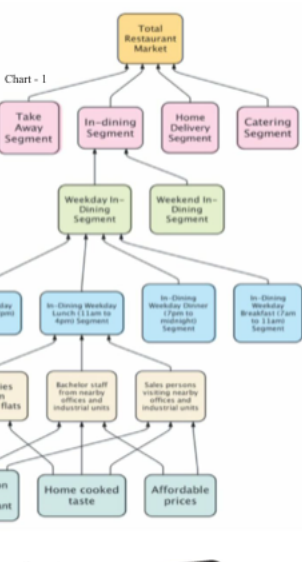 Total
Restaurant
Market
Chart - 1
Take
Away
Segment
In-dining
Segment
Home
Delivery
Segment
Catering
Segment
Weekday In-
Dining
Segment
Weekend In-
Dining
Segment
In-Dining Weekday
Lunch (11am to
4pm) Segment
In-Dining
Weekday Dinner
(7pm to
midnight)
Segment
In-Dining
Weekday
Breakfast (7am
to 11am)
Segment
flats
Bachelor staff
from nearby
offices and
industrial units
Sales persons
visiting nearby
offices and
industrial units
Home cooked
taste
Affordable
prices